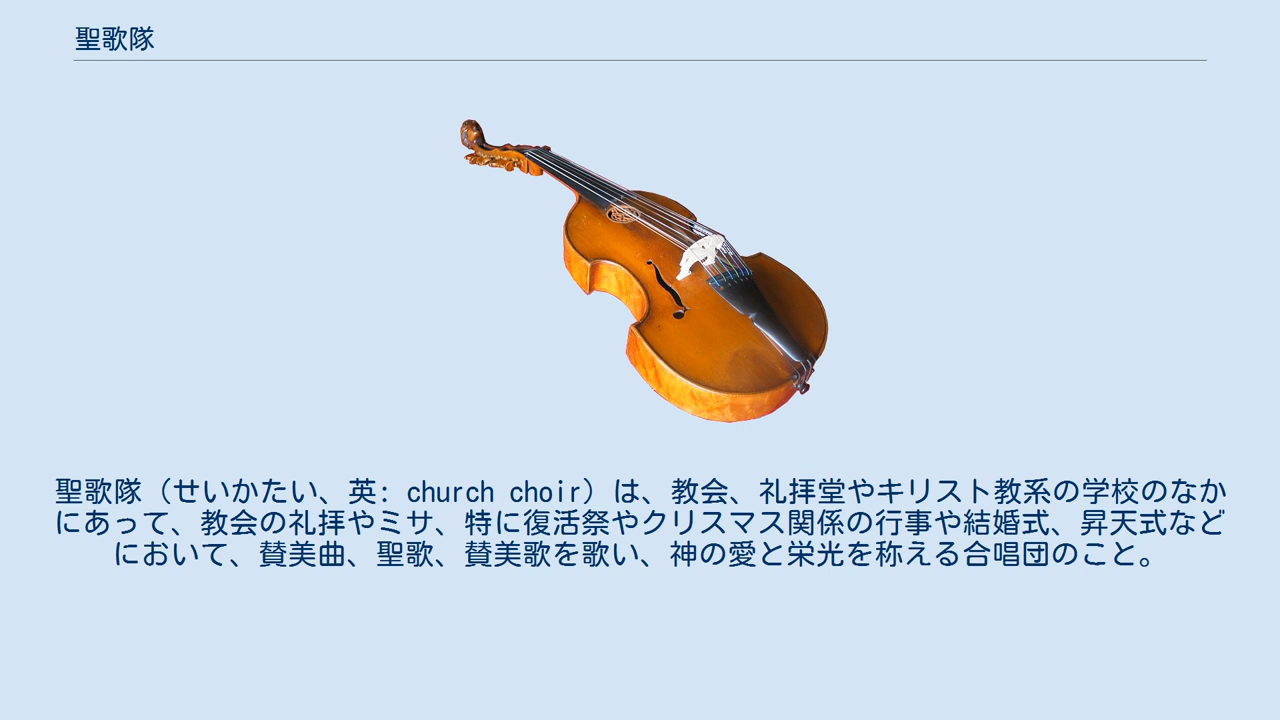 聖歌隊
聖歌隊（せいかたい、英: church choir）は、教会、礼拝堂やキリスト教系の学校のなか
にあって、教会の礼拝やミサ、特に復活祭やクリスマス関係の行事や結婚式、昇天式など
において、賛美曲、聖歌、賛美歌を歌い、神の愛と栄光を称える合唱団のこと。